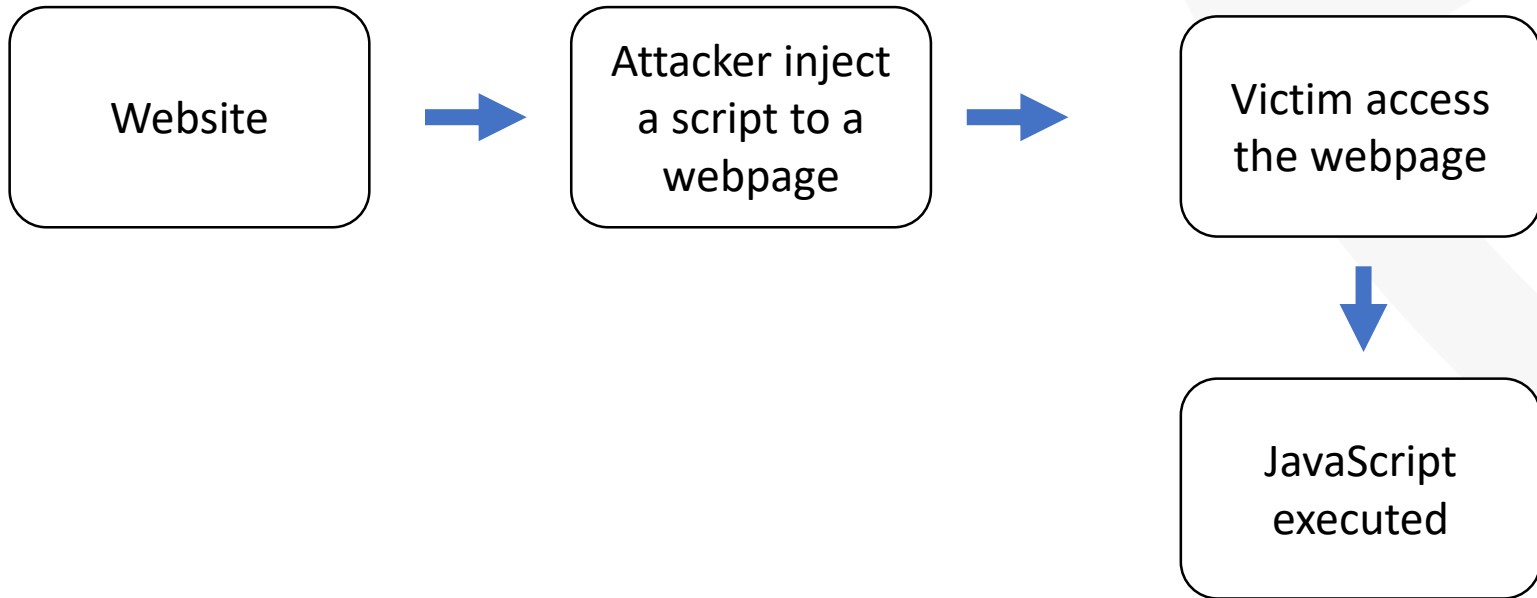 Website
Attacker inject
a script to a
webpage
Victim access
the webpage
JavaScript
executed